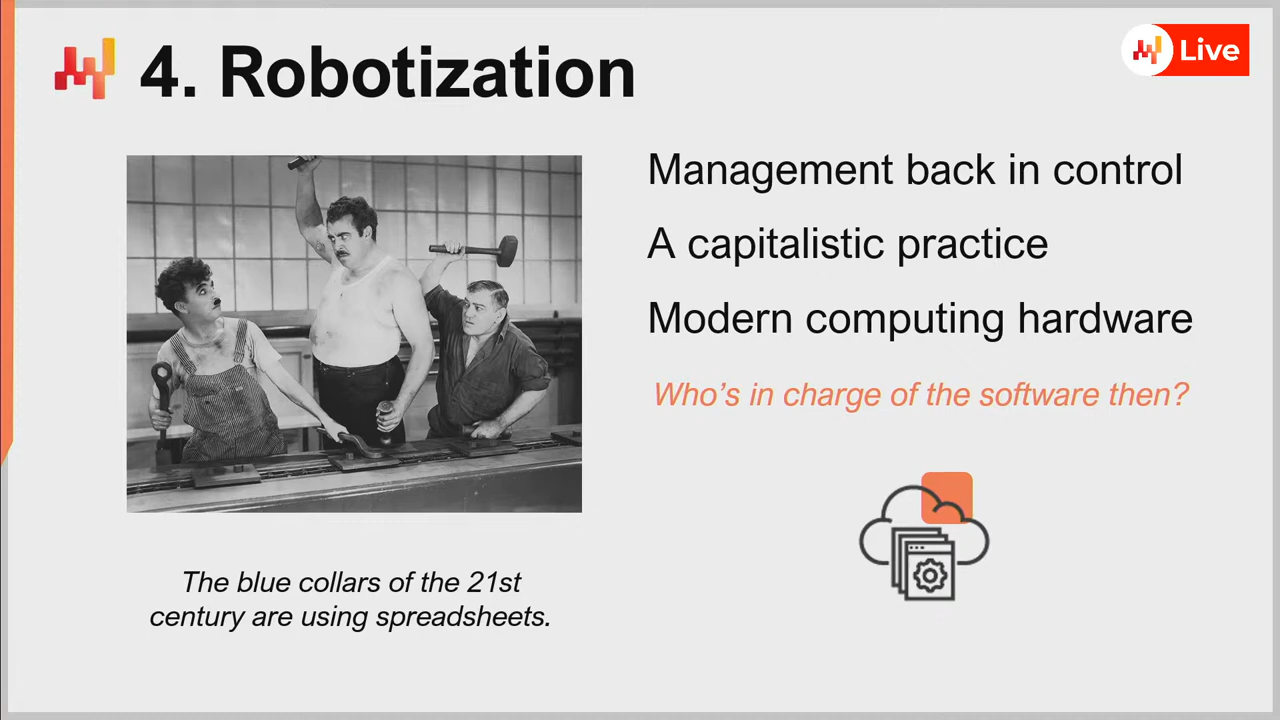 4. Robotization
Live
Management back in control
A capitalistic practice
Modern computing hardware
Who's in charge of the software then?
The blue collars of the 21st
century are using spreadsheets.